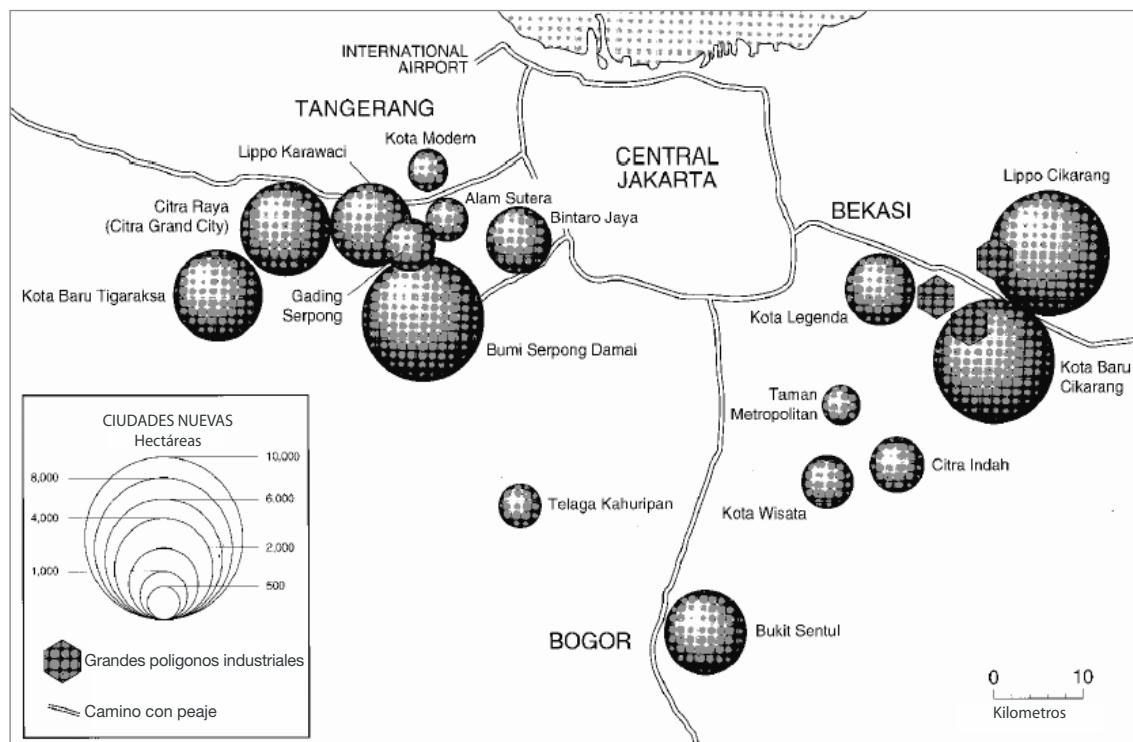 INTERNATIONAL
AIRPORT
TANGERANG
Kota Modern
Lippo Karawaci
CENTRAL
JAKARTA
Lippo Cikarang
Citra Raya
(Citra Grand City)
Alam Sutera
Bintaro Jaya
BEKASI
Kota Baru Tigaraksa
Gading
Serpong
Kota Legenda
Bumi Serpong Damai
Kota Baru
Cikarang
Taman
Metropolitan
Citra Indah
Telaga Kahuripan
Kota Wisata
BOGOR
Bukit Sentul
CIUDADES NUEVAS
Hectáreas
10,000
8,000
6.000
4,000
2,000
1,000
500
Grandes poligonos industriales
Camino con peaje
0 10
Kilometros